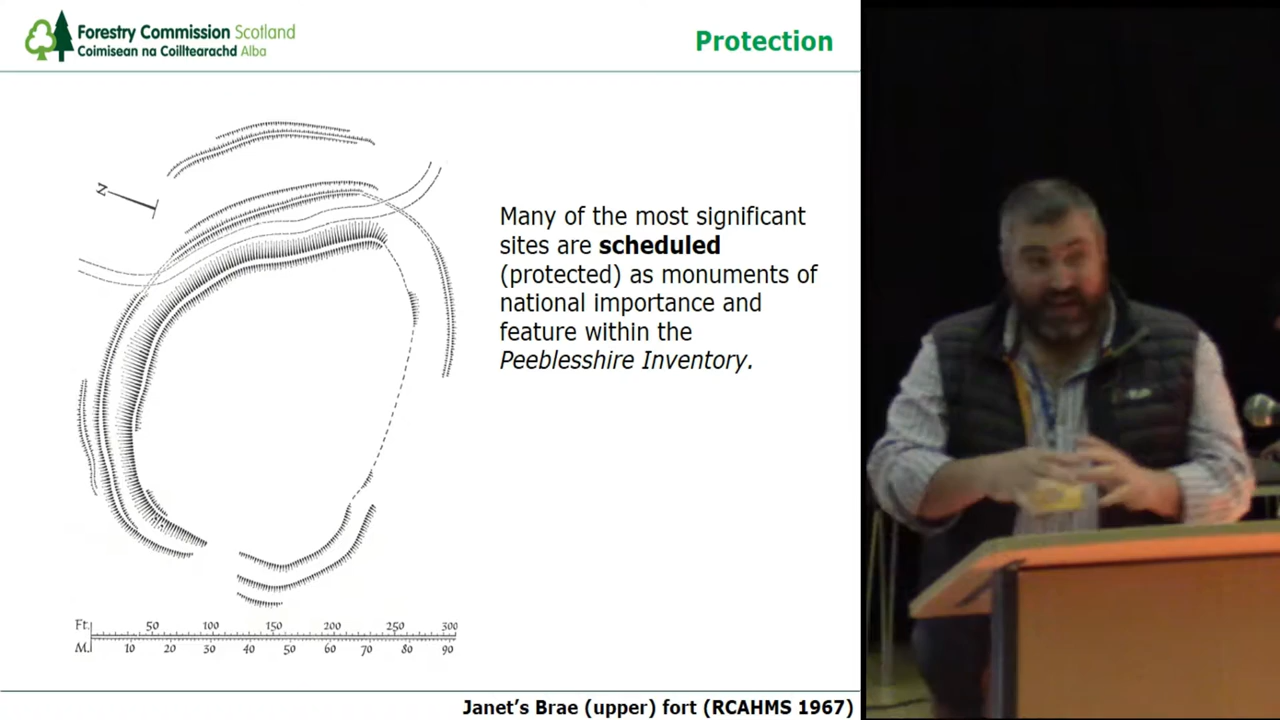 Forestry Commission Scotland
Coimisean na Coilltearachd Alba
Protection
N
Many of the most significant
sites are scheduled
(protected) as monuments of
national importance and
feature within the
Peeblesshire Inventory.
Ft. 50 100 150 200 250 300
M. 10 20 30 40 50 60 70 80 90
Janet's Brae (upper) fort (RCAHMS 1967)